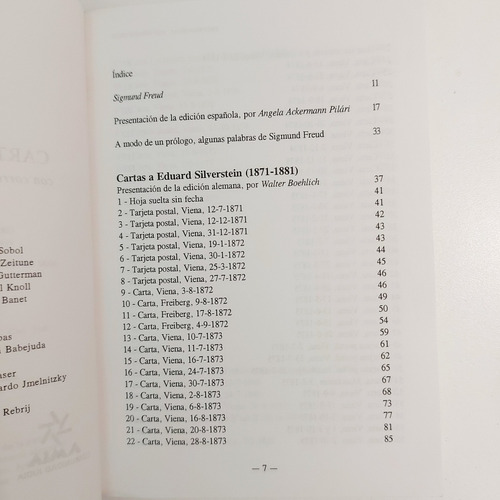 Sobol
Zeitune
Gutterman
Knoll
Banet
Babejuda
Jmelnitzky
Rebrij
AMIA
Índice
Sigmund Freud 11
Presentación de la edición española, por Angela Ackermann Pilári 17
A modo de un prólogo, algunas palabras de Sigmund Freud 33
Cartas a Eduard Silverstein (1871-1881)
Presentación de la edición alemana, por Walter Boehlich 37
1 - Hoja suelta sin fecha 41
2 - Tarjeta postal, Viena, 12-7-1871 41
3 - Tarjeta postal, Viena, 12-12-1871 42
4 - Tarjeta postal, Viena, 31-12-1871 43
5 - Tarjeta postal, Viena, 19-1-1872 43
6 - Tarjeta postal, Viena, 30-1-1872 44
7 - Tarjeta postal, Viena, 25-3-1872 45
8 - Tarjeta postal, Viena, 27-7-1872 46
9 - Carta, Viena, 3-8-1872 46
10 - Carta, Freiberg, 9-8-1872 49
11 - Carta, Freiberg, 17-8-1872 50
12 - Carta, Freiberg, 4-9-1872 54
13 - Carta, Viena, 10-7-1873 59
14 - Carta, Viena, 11-7-1873 61
15 - Carta, Viena, 16-7-1873 62
16 - Carta, Viena, 24-7-1873 65
17 - Carta, Viena, 30-7-1873 67
18 - Carta, Viena, 2-8-1873 68
19 - Carta, Viena, 6-8-1873 73
20 - Carta, Viena, 16-8-1873 77
21 - Carta, Viena, 20-8-1873 81
22 - Carta, Viena, 28-8-1873 85
— 7 —